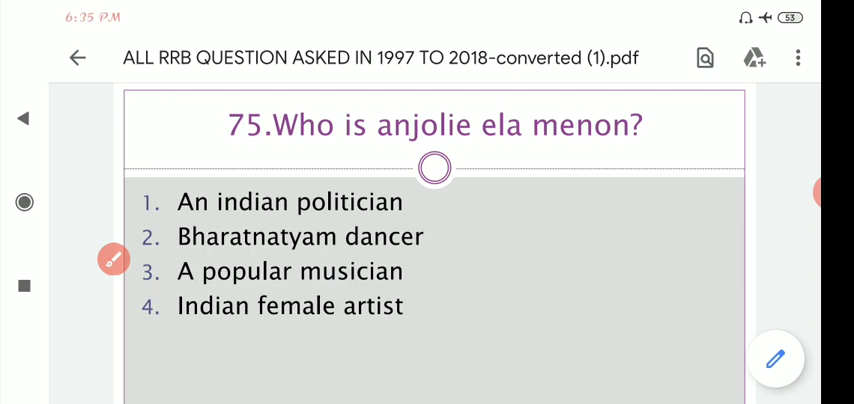 6:35 PM
53
ALL RRB QUESTION ASKED IN 1997 TO 2018-converted (1).pdf
75.Who is anjolie ela menon?
1. An indian politician
2. Bharatnatyam dancer
3. A popular musician
4. Indian female artist